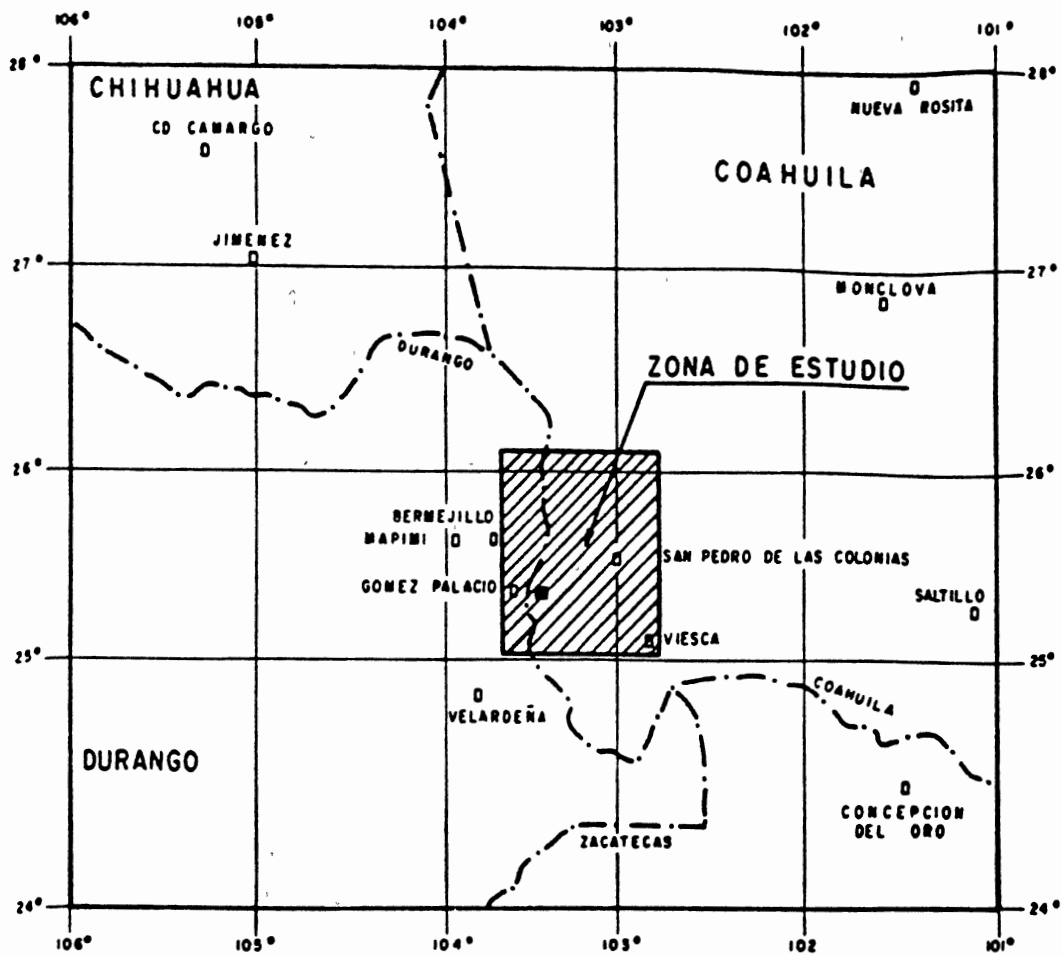 106° 105° 104° 103° 102° 101°
28° 28°
CHIHUAHUA
NUEVA ROSITA
CD CAMARGO
COAHUILA
JIMENEZ
27° 27°
MONCLOVA
DURANGO
ZONA DE ESTUDIO
26° 26°
BERMEJILLO
MAPIMI
SAN PEDRO DE LAS COLONIAS
GOMEZ PALACIO
SALTILLO
VIESCA
25° 25°
COAHUILA
VELARDEÑA
DURANGO
CONCEPCION
DEL ORO
ZACATECAS
24° 24°
106° 105° 104° 103° 102 101°